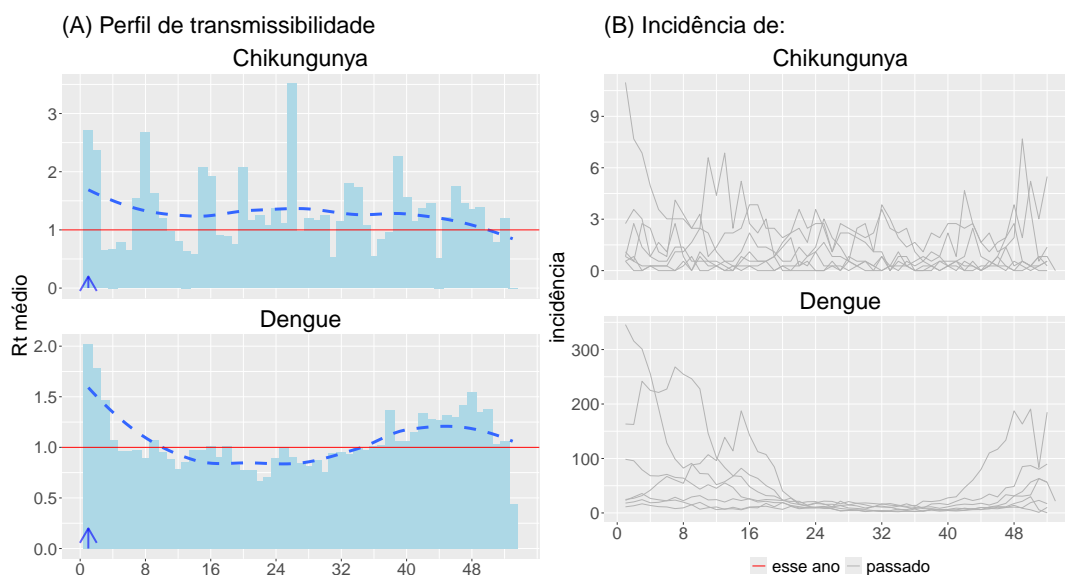 (A) Perfil de transmissibilidade
Chikungunya
3
2
1
0
Dengue
2.0
1.5
1.0
0.5
0.0
Rt médio
0 8 16 24 32 40 48
(B) Incidência de:
Chikungunya
9
6
3
0
Dengue
300
200
100
0
incidência
0 8 16 24 32 40 48
esse ano passado